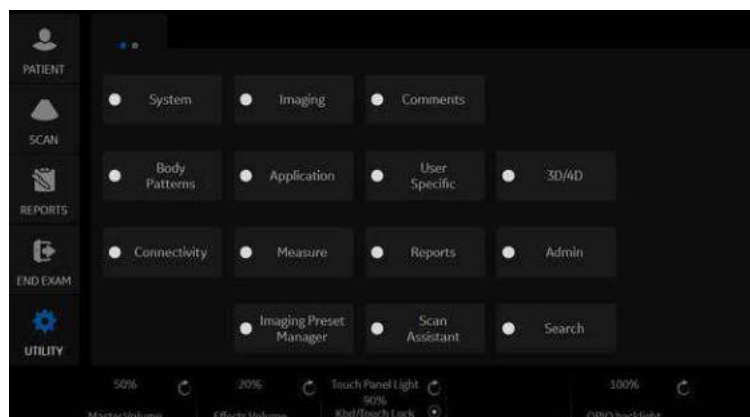 PATIENT
SCAN
REPORTS
END EXAM
UTILITY
System
Imaging
Comments
Body
Patterns
Application
User
Specific
3D/4D
Connectivity
Measure
Reports
Admin
Imaging Preset
Manager
Scan
Assistant
Search
50%
20%
Touch Panel Light
90%
100%
Master Volume
Effects Volume
Kbd/Touch Lock